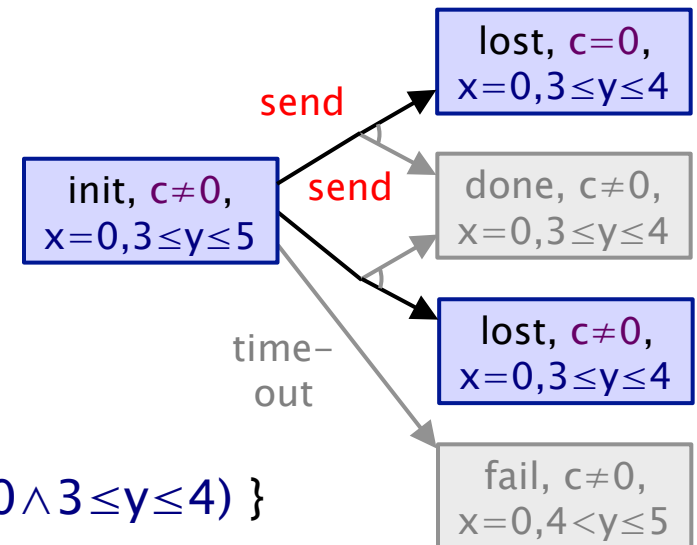 lost, c=0,
x=0,3≤y≤4
send
init, c≠0,
x=0,3≤y≤5
send
done, c≠0,
x=0,3≤y≤4
lost, c≠0,
x=0,3≤y≤4
time-
out
fail, c≠0,
x=0,4<y≤5
0∧3≤y≤4) }